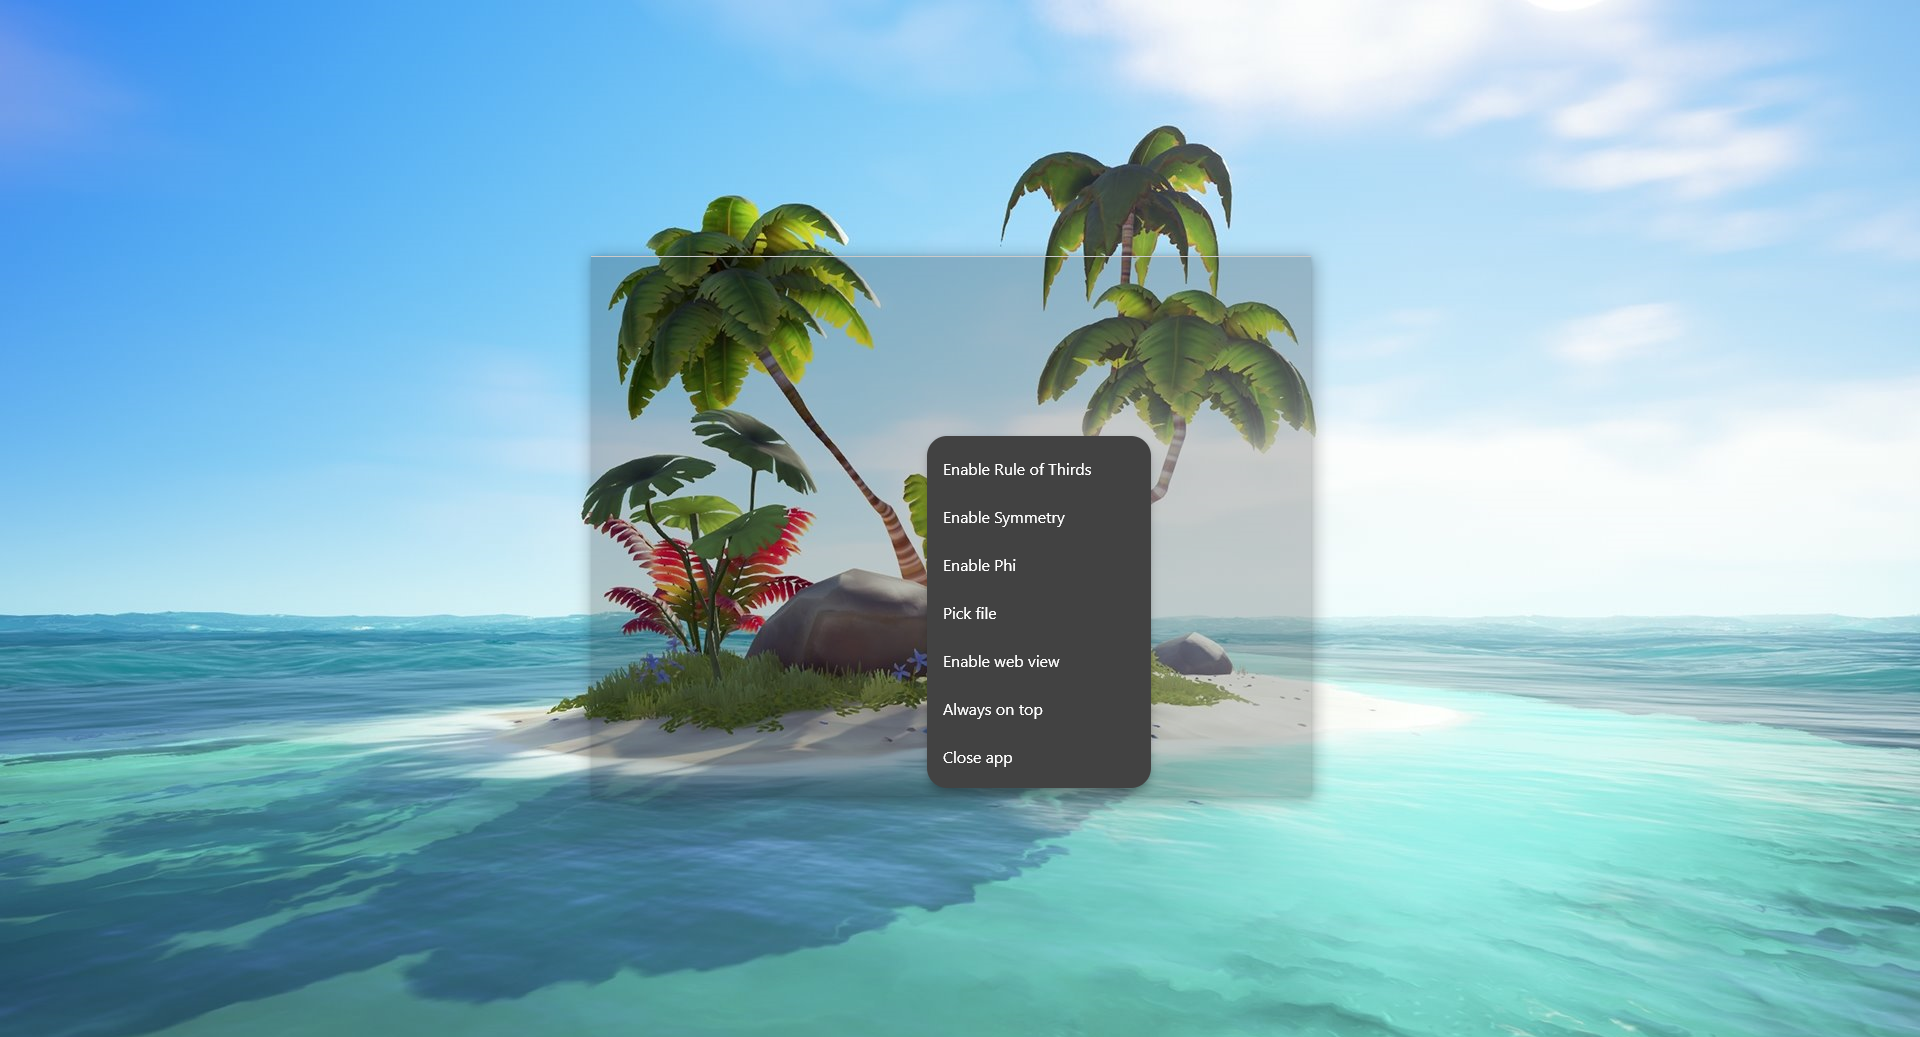 Enable Rule of Thirds
Enable Symmetry
Enable Phi
Pick file
Enable web view
Always on top
Close app